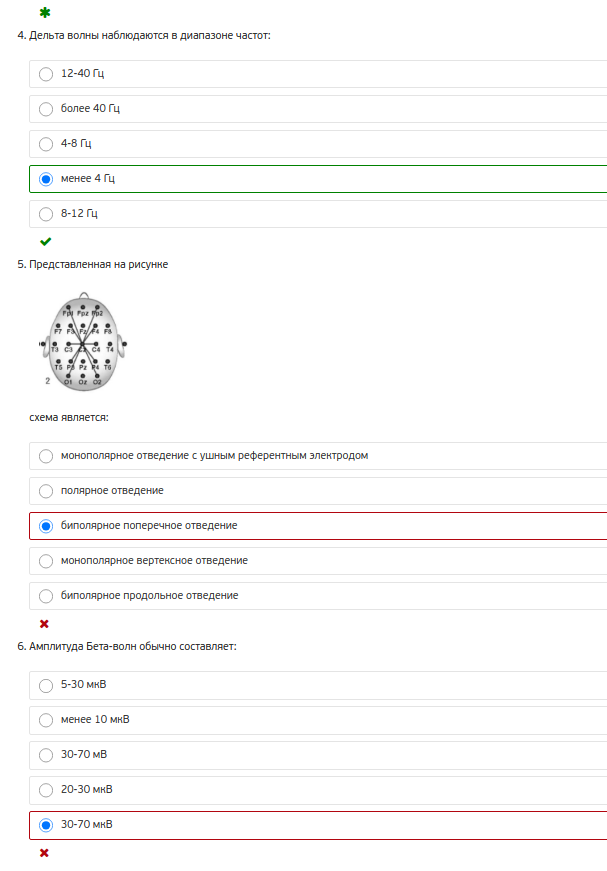 4. Дельта волны наблюдаются в диапазоне частот:
12-40 Гц
более 40 Гц
4-8 Гц
менее 4 Гц
8-12 Гц
5. Представленная на рисунке
Fp1 Fpz Fp2
F7 F3 Fz F4 F8
T3 C3 Cz C4 T4
T5 P3 Pz P4 T6
O1 Oz O2
2
схема является:
монополярное отведение с ушным референтным электродом
полярное отведение
биполярное поперечное отведение
монополярное вертексное отведение
биполярное продольное отведение
6. Амплитуда Бета-волн обычно составляет:
5-30 мкВ
менее 10 мкВ
30-70 мВ
20-30 мкВ
30-70 мкВ